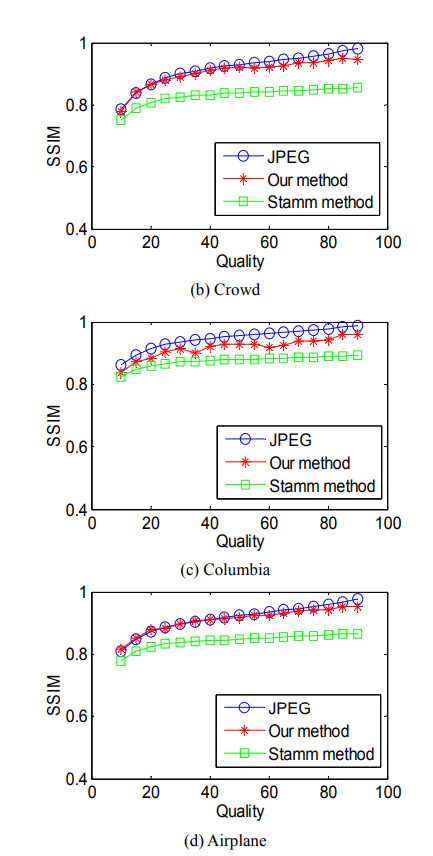 1
0.8
0.6
0.4
SSIM
0 20 40 60 80 100
Quality
JPEG
Our method
Stamm method
(b) Crowd
1
0.8
0.6
0.4
SSIM
0 20 40 60 80 100
Quality
JPEG
Our method
Stamm method
(c) Columbia
1
0.8
0.6
0.4
SSIM
0 20 40 60 80 100
Quality
JPEG
Our method
Stamm method
(d) Airplane